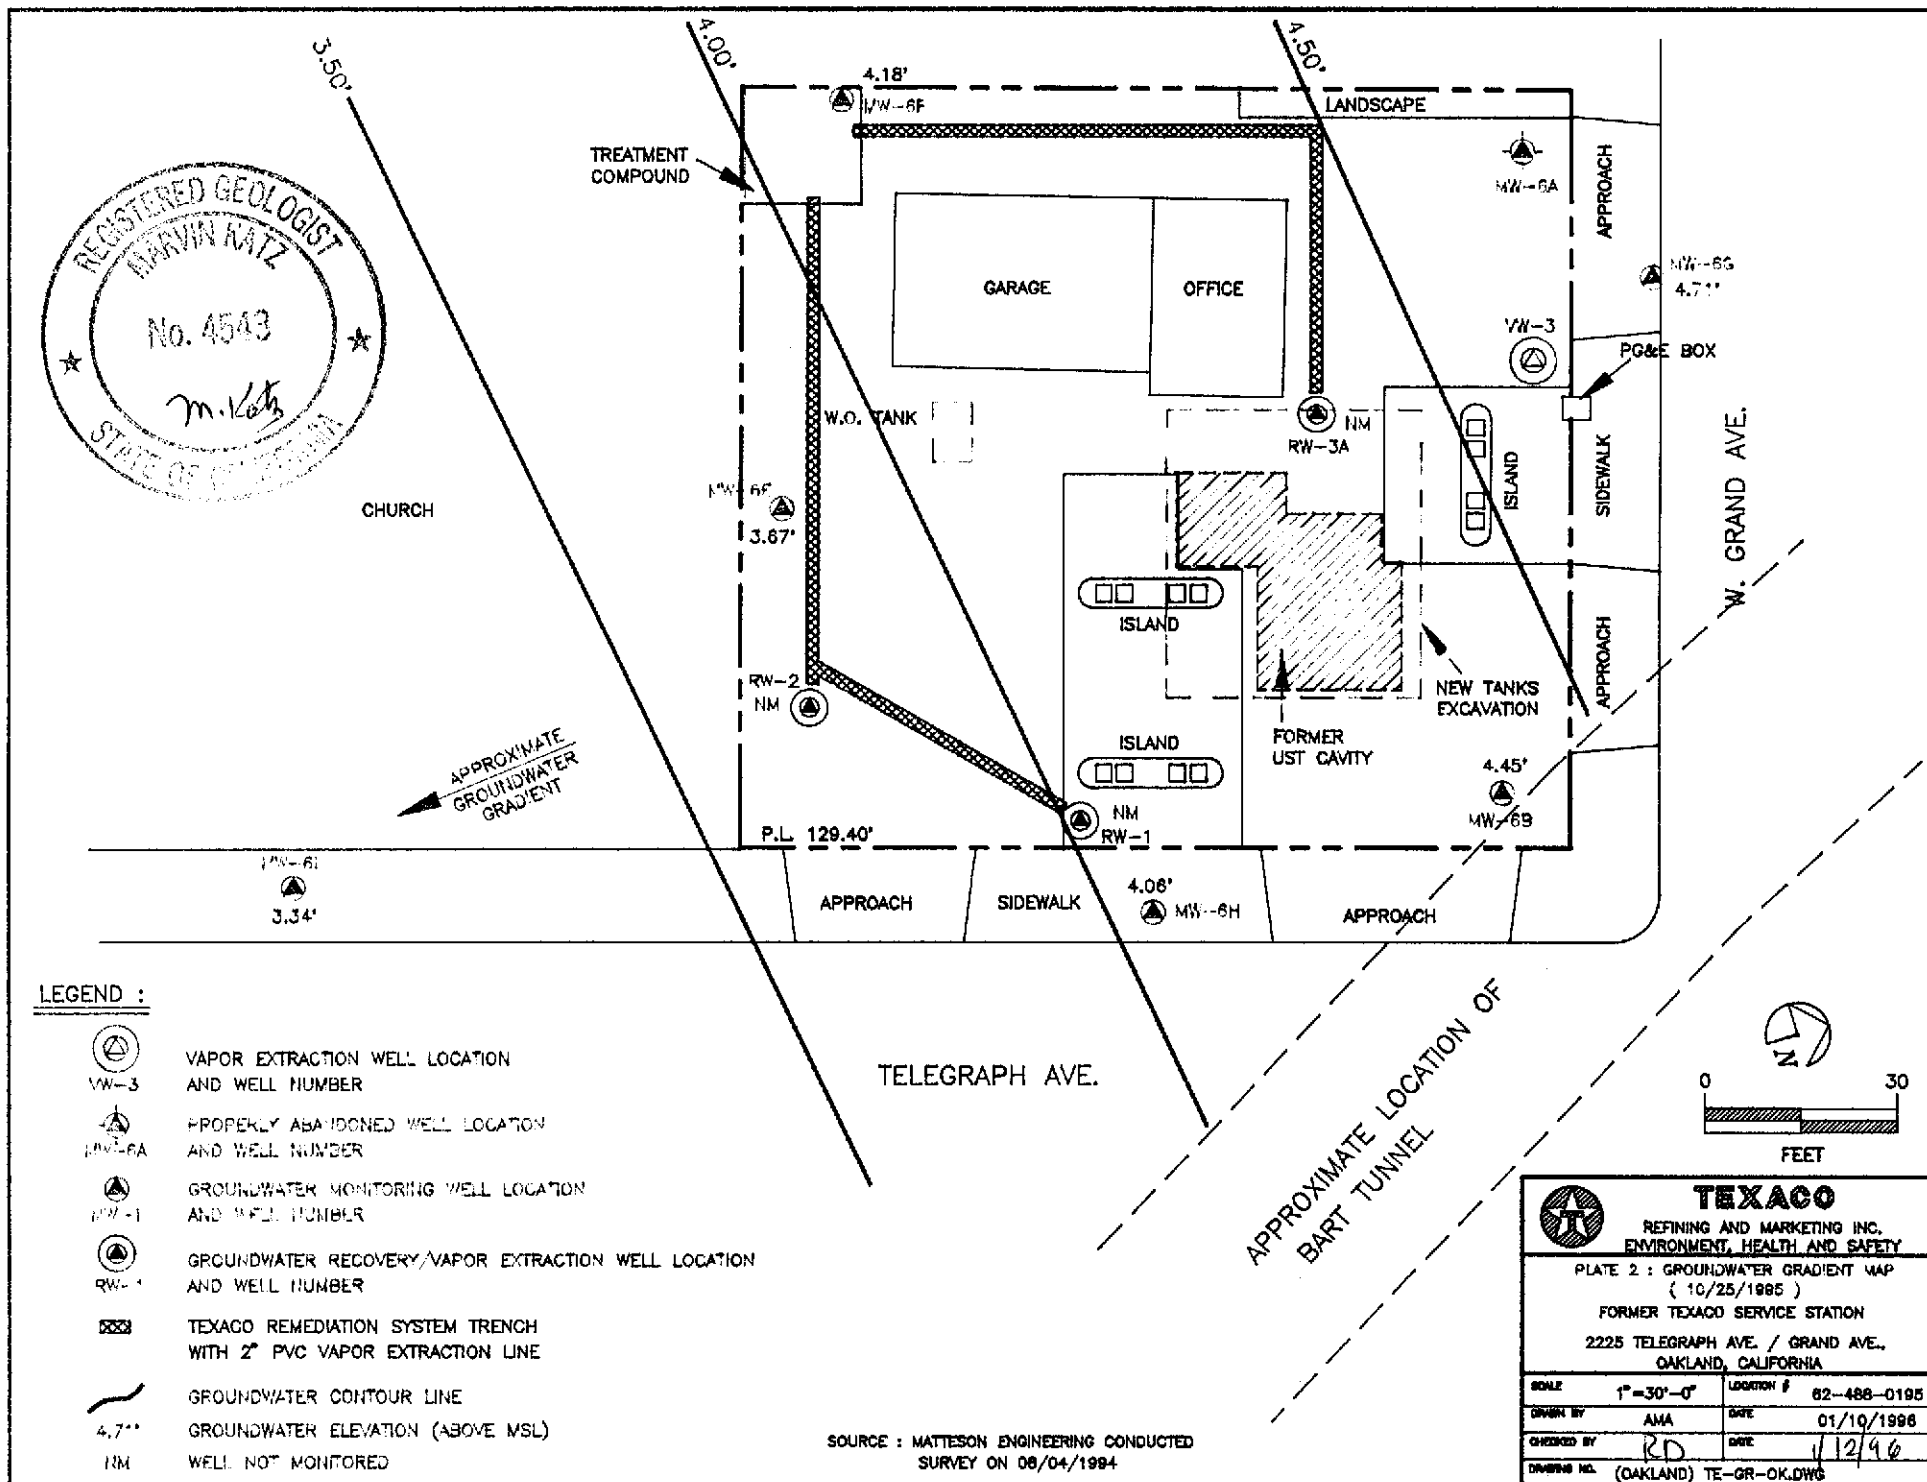 3.50'
4.00'
4.50'
4.18'
MW-6F
LANDSCAPE
TREATMENT
COMPOUND
MW-6A
APPROACH
REGISTERED GEOLOGIST
MARVIN KATZ
No. 4543
M. Katz
STATE OF CALIFORNIA
GARAGE
OFFICE
MW-6G
4.71'
VW-3
PG&E BOX
W.O. TANK
NM
RW-3A
ISLAND
SIDEWALK
W. GRAND AVE.
CHURCH
3.67'
ISLAND
APPROACH
RW-2
NM
NEW TANKS
EXCAVATION
FORMER
UST CAVITY
APPROXIMATE
GROUNDWATER
GRADIENT
ISLAND
4.45'
MW-6B
NM
RW-1
P.L. 129.40'
MW-6I
3.34'
APPROACH
SIDEWALK
4.06'
MW-6H
APPROACH
LEGEND :
VW-3
VAPOR EXTRACTION WELL LOCATION
AND WELL NUMBER
MW-6A
PROPERLY ABANDONED WELL LOCATION
AND WELL NUMBER
MW-1
GROUNDWATER MONITORING WELL LOCATION
AND WELL NUMBER
RW-1
GROUNDWATER RECOVERY/VAPOR EXTRACTION WELL LOCATION
AND WELL NUMBER
TEXACO REMEDIATION SYSTEM TRENCH
WITH 2" PVC VAPOR EXTRACTION LINE
GROUNDWATER CONTOUR LINE
GROUNDWATER ELEVATION (ABOVE MSL)
NM
WELL NOT MONITORED
TELEGRAPH AVE.
APPROXIMATE LOCATION OF
BART TUNNEL
SOURCE : MATTESON ENGINEERING CONDUCTED
SURVEY ON 08/04/1994
N
0 30
FEET
TEXACO
REFINING AND MARKETING INC.
ENVIRONMENT, HEALTH AND SAFETY
PLATE 2 : GROUNDWATER GRADIENT MAP
( 10/25/1995 )
FORMER TEXACO SERVICE STATION
2225 TELEGRAPH AVE. / GRAND AVE.,
OAKLAND, CALIFORNIA
SCALE 1"=30'-0" LOCATION # 62-488-0195
DRAWN BY AMA DATE 01/10/1996
CHECKED BY RD DATE 1/12/96
DRAWING NO. (OAKLAND) TE-GR-OK.DWG